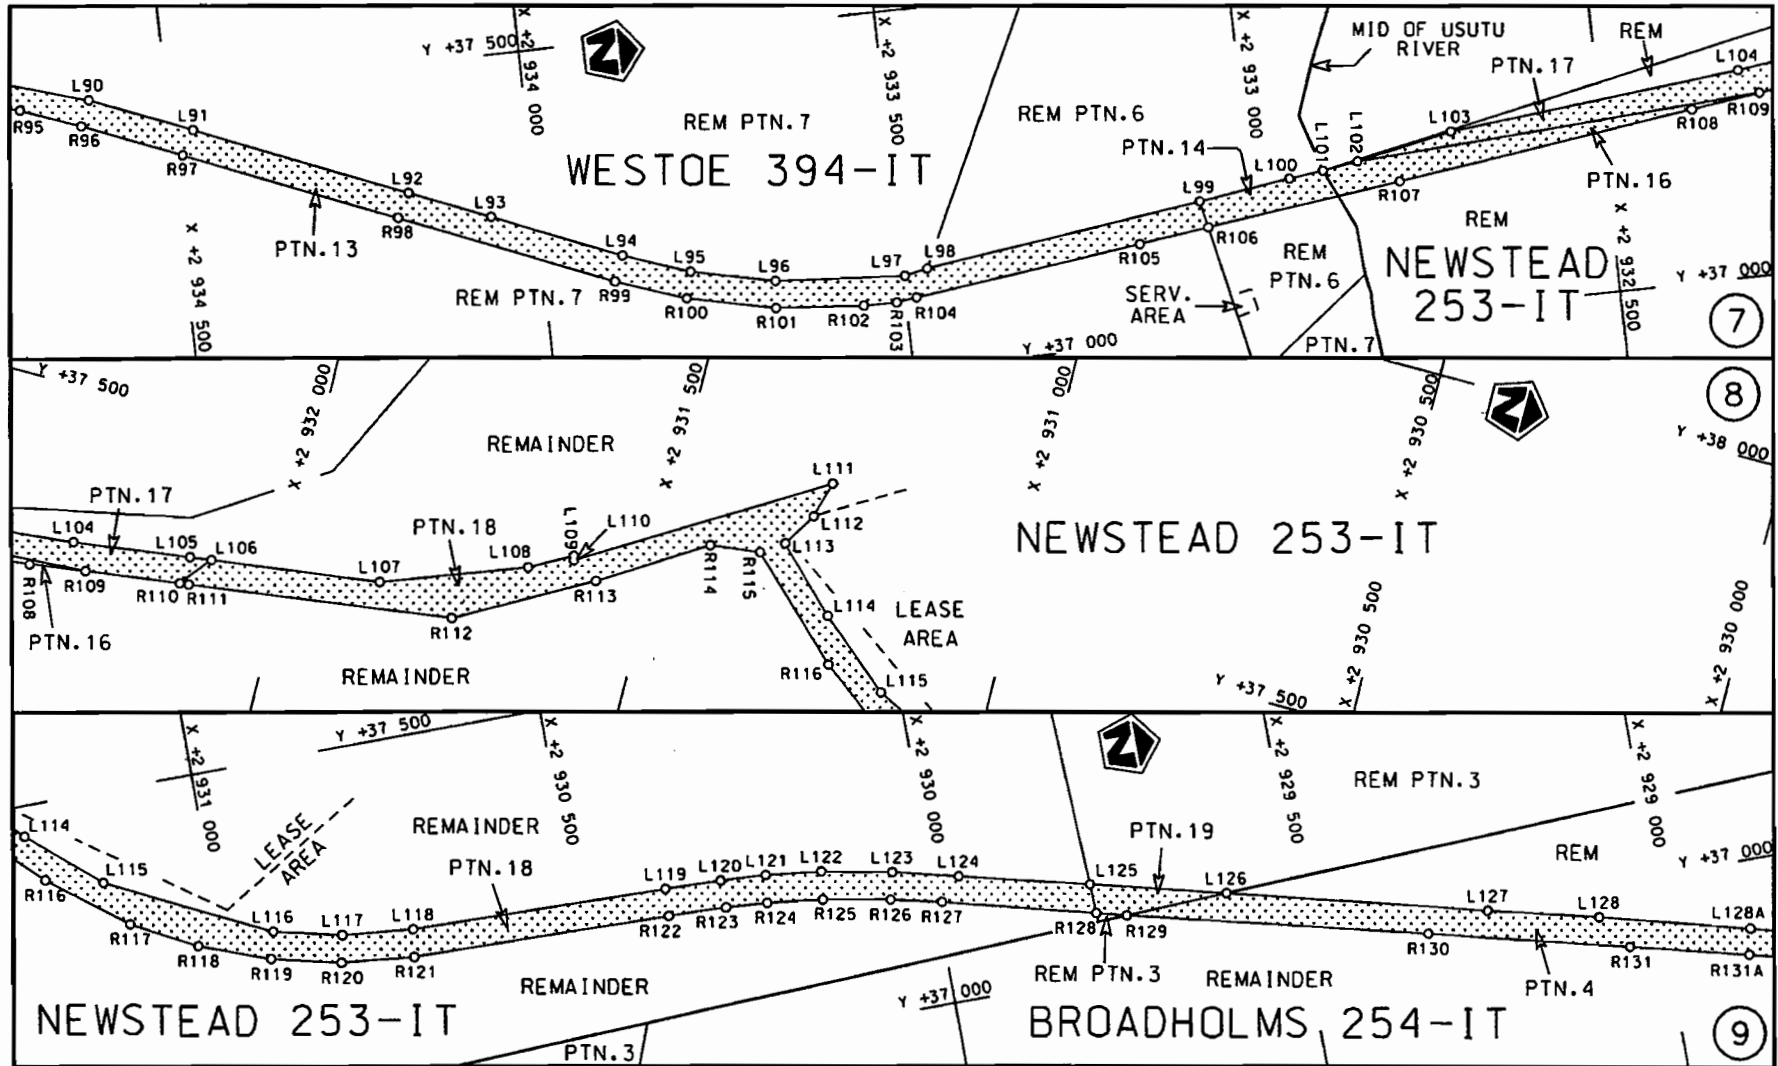 X +2 934 000
Y +37 500
X +2 933 500
X +2 933 000
MID OF USUTU
RIVER
REM
PTN.17
L104
L90
L91
R95
R96
R97
REM PTN.7
REM PTN.6
WESTOE 394-IT
PTN.14
L99
L100
L101
L102
L103
R109
R108
PTN.16
R107
R106
L92
L93
R98
PTN.13
X +2 934 500
L94
L95
L96
L97
L98
R105
R99
REM PTN.7
R100
R101
R102
R103
R104
REM
PTN.6
SERV.
AREA
REM
NEWSTEAD
253-IT
X +2 932 500
Y +37 000
Y +37 000
PTN.7
7
Y +37 500
X +2 932 000
X +2 931 500
X +2 931 000
X +2 930 500
8
Y +38 000
REMAINDER
L111
L112
L113
PTN.17
L104
L105
L106
PTN.18
L107
L108
L109
L110
NEWSTEAD 253-IT
R108
R109
R110
R111
PTN.16
R112
R113
R114
R115
L114
LEASE
AREA
R116
L115
REMAINDER
Y +37 500
X +2 930 500
X +2 930 000
Y +37 500
X +2 931 000
X +2 930 500
X +2 930 000
X +2 929 500
X +2 929 000
REM PTN.3
L114
L115
R116
LEASE
AREA
REMAINDER
PTN.18
L116
L117
L118
L119
L120
L121
L122
L123
L124
L125
PTN.19
L126
REM
Y +37 000
L127
L128
L128A
R117
R118
R119
R120
R121
R122
R123
R124
R125
R126
R127
R128
R129
R130
R131
R131A
REMAINDER
Y +37 000
REM PTN.3
REMAINDER
PTN.4
NEWSTEAD 253-IT
PTN.3
BROADHOLMS 254-IT
9